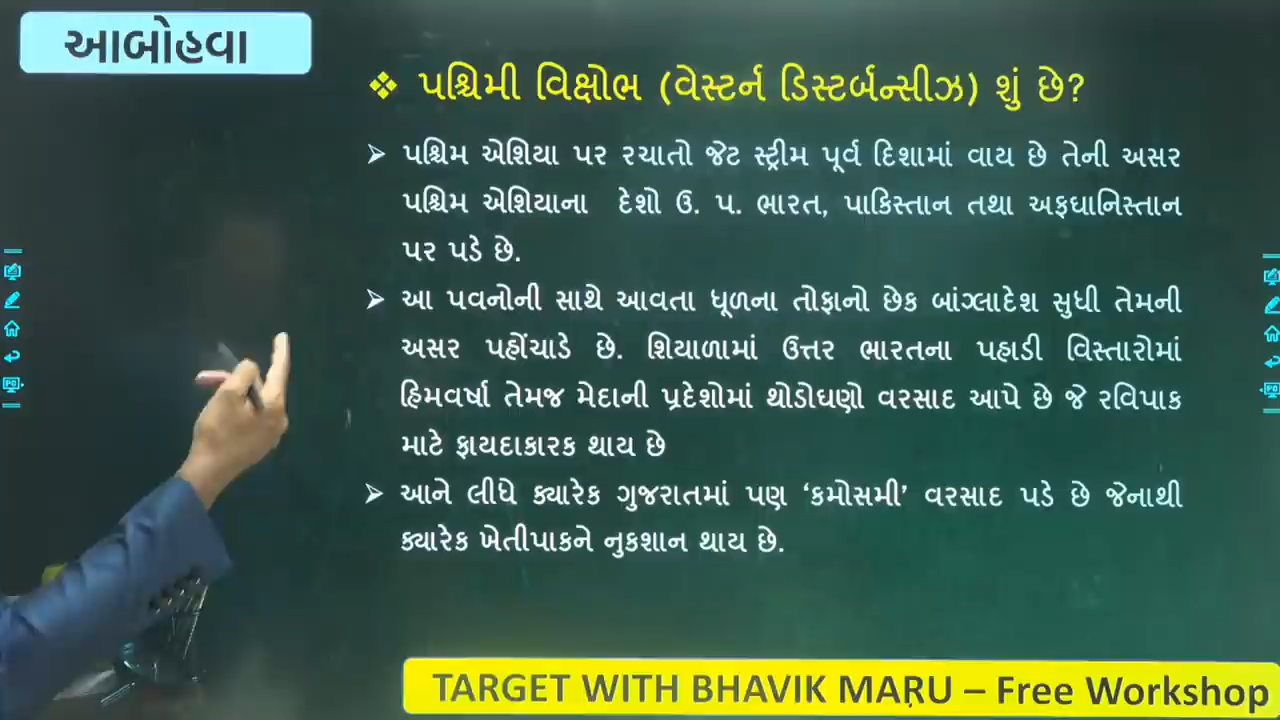 આબોહવા
❖ પશ્ચિમી વિક્ષોભ (વેસ્ટર્ન ડિસ્ટર્બન્સીઝ) શું છે?
➢ પશ્ચિમ એશિયા પર રચાતો જેટ સ્ટ્રીમ પૂર્વ દિશામાં વાય છે તેની અસર
પશ્ચિમ એશિયાના દેશો ઉ. પ. ભારત, પાકિસ્તાન તથા અફઘાનિસ્તાન
પર પડે છે.
➢ આ પવનોની સાથે આવતા ધૂળના તોફાનો છેક બાંગ્લાદેશ સુધી તેમની
અસર પહોંચાડે છે. શિયાળામાં ઉત્તર ભારતના પહાડી વિસ્તારોમાં
હિમવર્ષા તેમજ મેદાની પ્રદેશોમાં થોડોઘણો વરસાદ આપે છે જે રવિપાક
માટે ફાયદાકારક થાય છે
➢ આને લીધે ક્યારેક ગુજરાતમાં પણ ‘કમોસમી’ વરસાદ પડે છે જેનાથી
ક્યારેક ખેતીપાકને નુકશાન થાય છે.
TARGET WITH BHAVIK MARU – Free Workshop